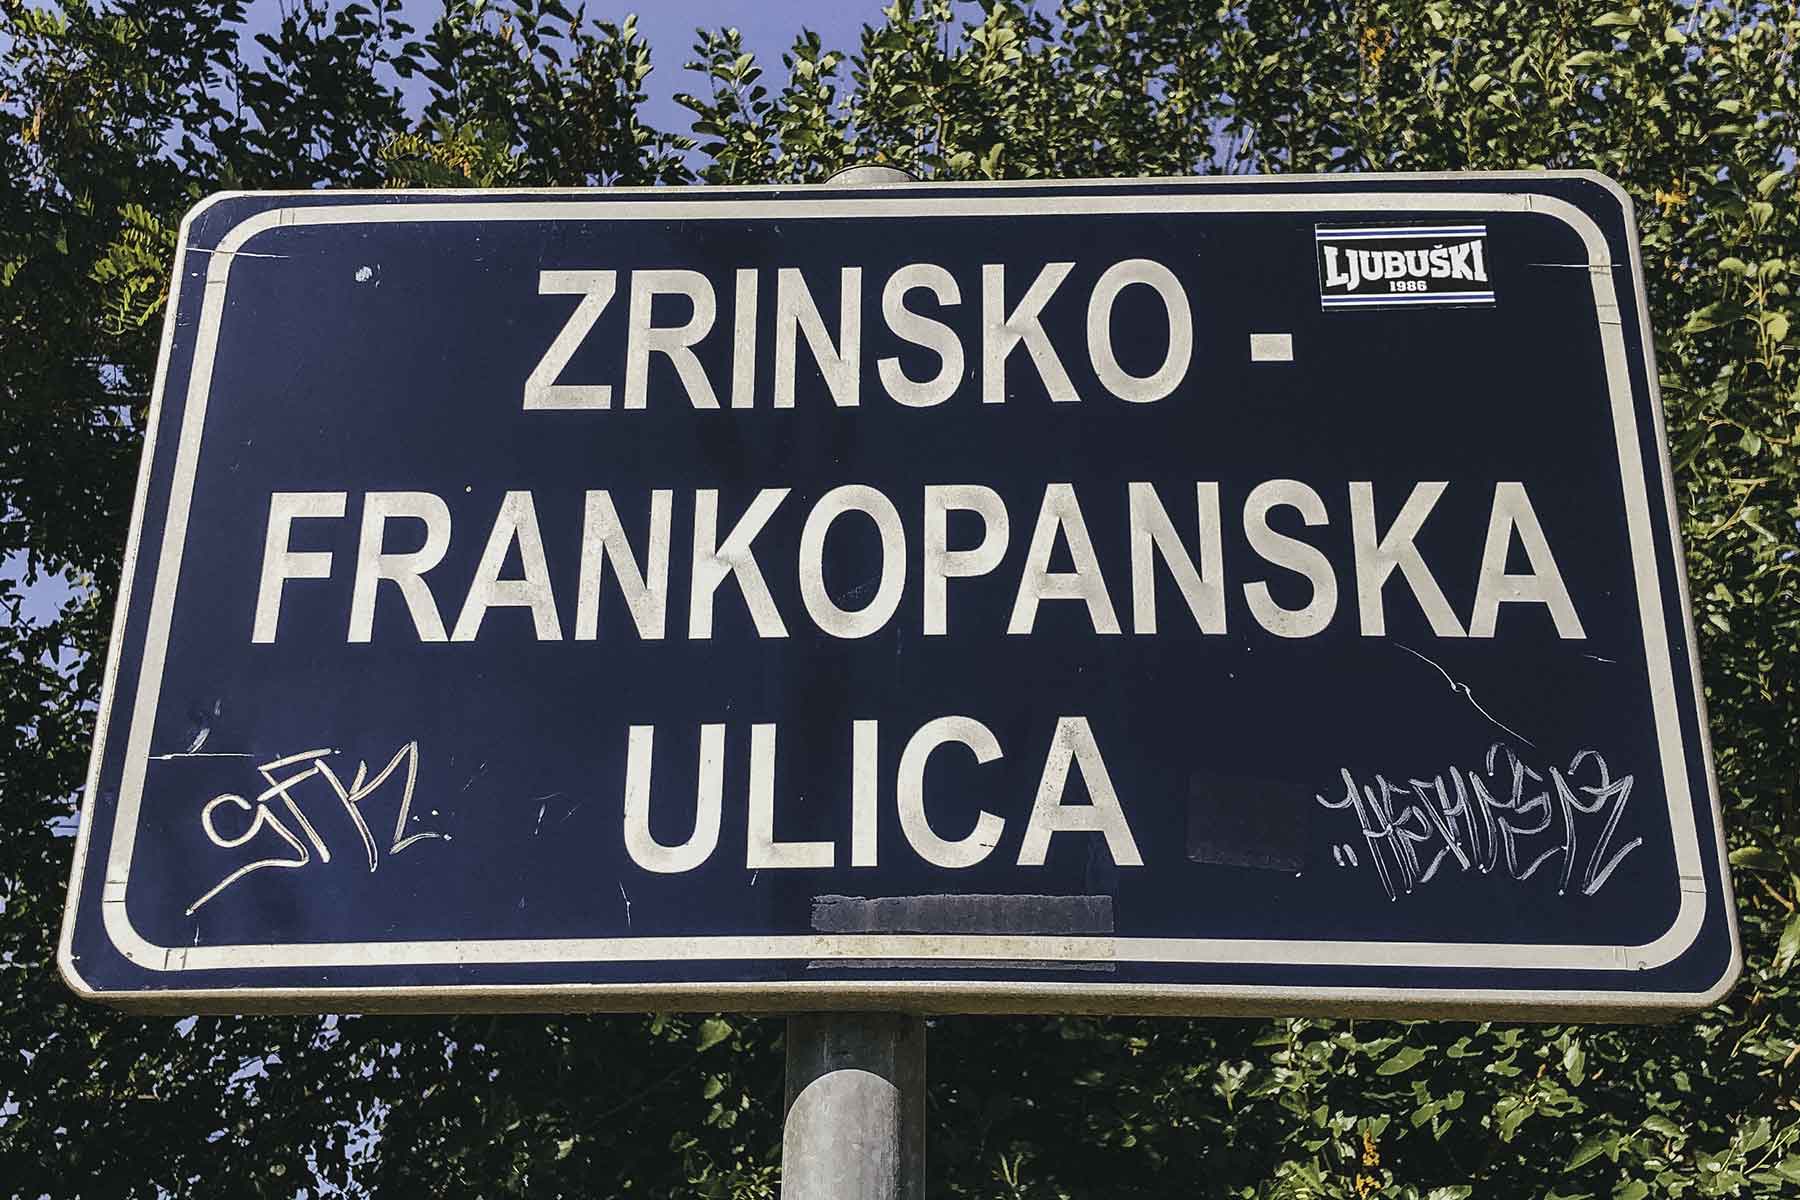 LJUBUŠKI
1986
ZRINSKO -
FRANKOPANSKA
ULICA